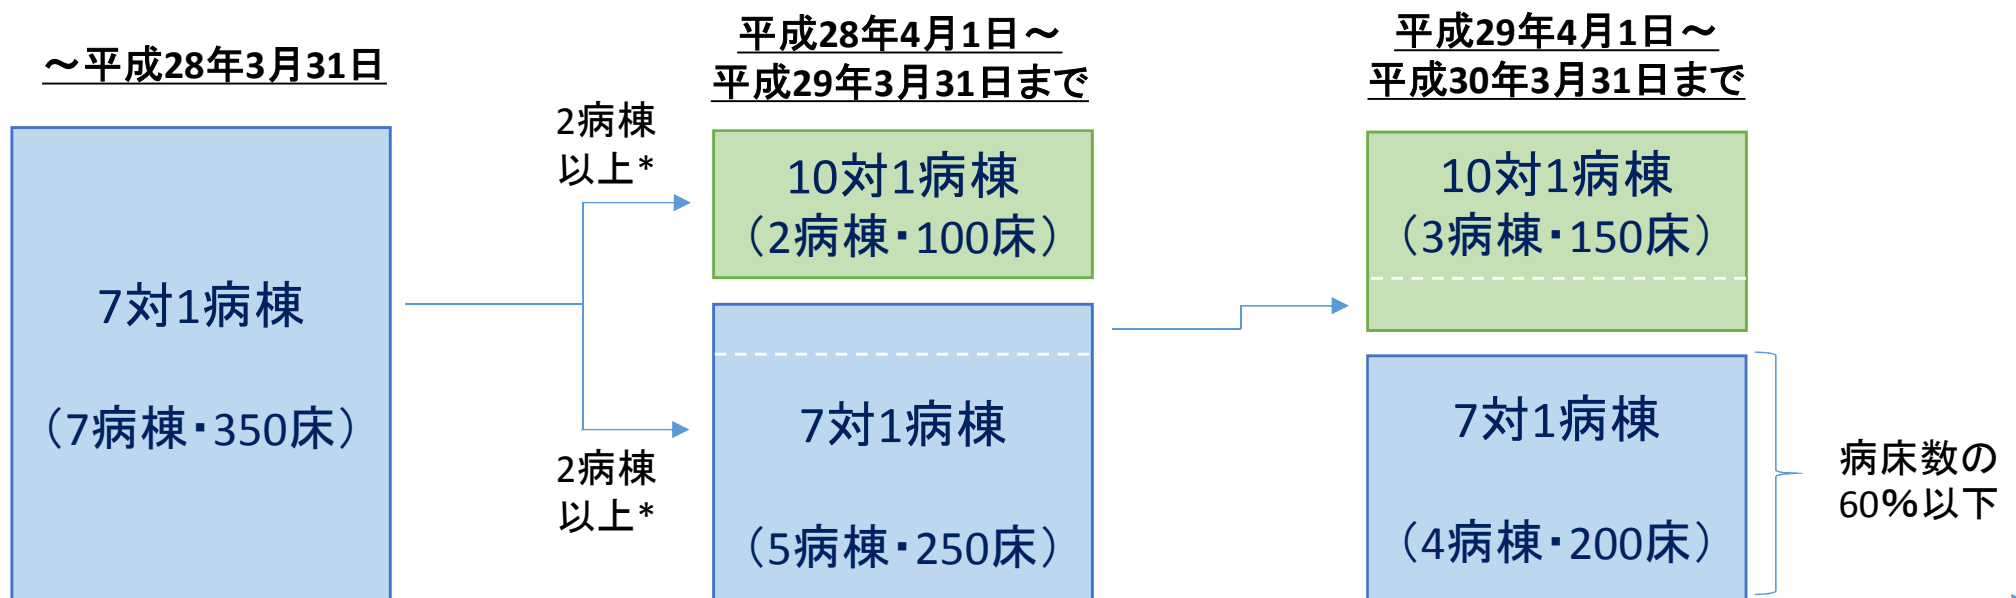 ～平成28年3月31日
7対1病棟
（7病棟・350床）
2病棟
以上*
2病棟
以上*
平成28年4月1日～
平成29年3月31日まで
10対1病棟
（2病棟・100床）
7対1病棟
（5病棟・250床）
平成29年4月1日～
平成30年3月31日まで
10対1病棟
（3病棟・150床）
7対1病棟
（4病棟・200床）
病床数の
60%以下